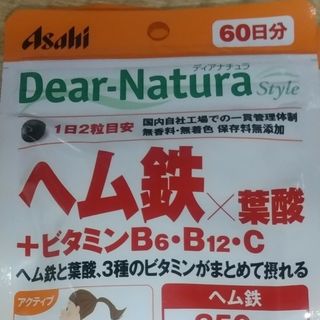 Asahi
60日分
ディアナチュラ
Dear-Natura Style
1日2粒目安
国内自社工場での一貫管理体制
無香料・無着色 保存料無添加
ヘム鉄×葉酸
+ビタミンB6・B12・C
ヘム鉄と葉酸、3種のビタミンがまとめて摂れる
アクティブ
ヘム鉄